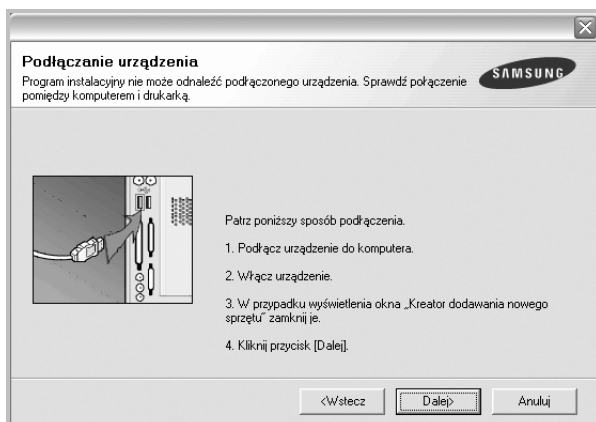 Podłączanie urządzenia
Program instalacyjny nie może odnaleźć podłączonego urządzenia. Sprawdź połączenie
pomiędzy komputerem i drukarką.
SAMSUNG
Patrz poniższy sposób podłączenia.
1. Podłącz urządzenie do komputera.
2. Włącz urządzenie.
3. W przypadku wyświetlenia okna „Kreator dodawania nowego
sprzętu” zamknij je.
4. Kliknij przycisk [Dalej].
<Wstecz
Dalej>
Anuluj